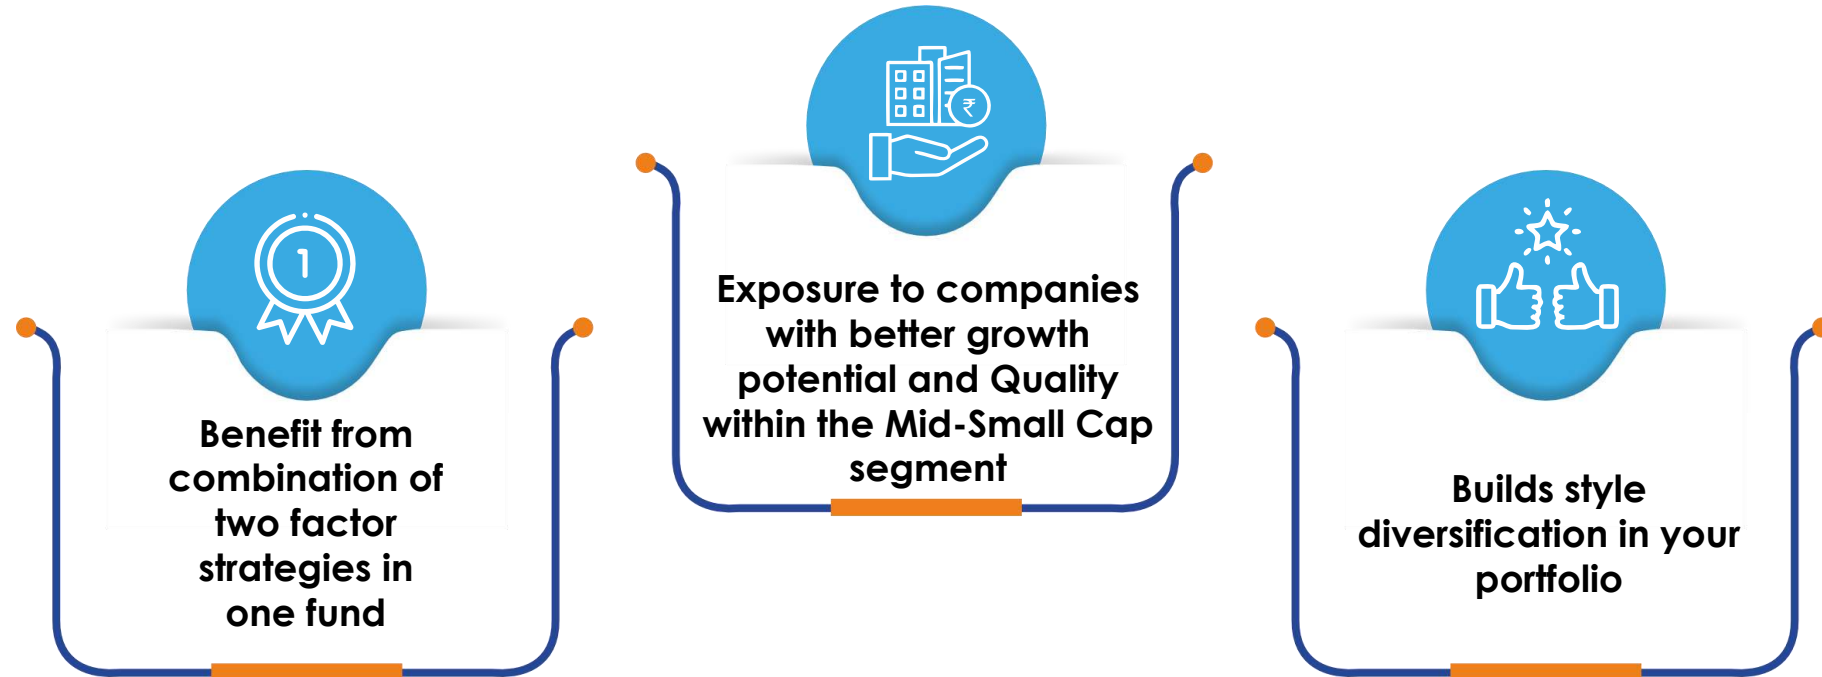 1
Benefit from
combination of
two factor
strategies in
one fund
₹
Exposure to companies
with better growth
potential and Quality
within the Mid-Small Cap
segment
Builds style
diversification in your
portfolio